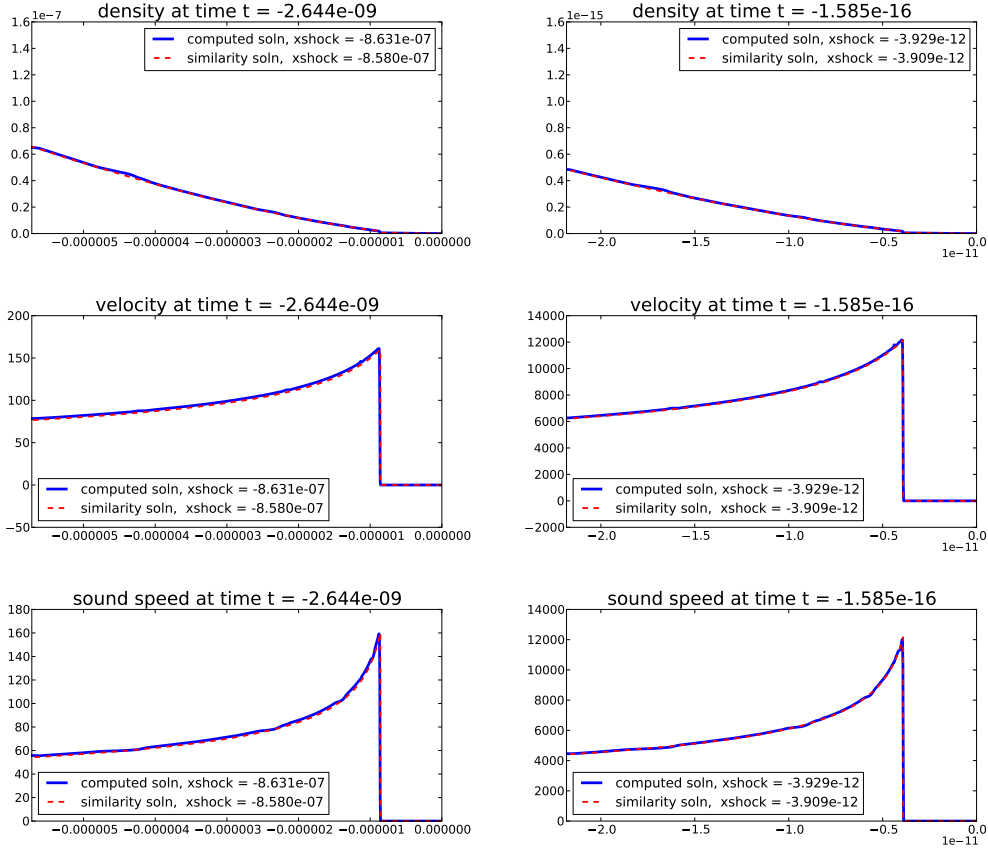 density at time t = -2.644e-09
1e-7
1.6
1.4
1.2
1.0
0.8
0.6
0.4
0.2
0.0
computed soln, xshock = -8.631e-07
similarity soln,  xshock = -8.580e-07
−0.000005 −0.000004 −0.000003 −0.000002 −0.000001 0.000000
density at time t = -1.585e-16
1e−15
1.6
1.4
1.2
1.0
0.8
0.6
0.4
0.2
0.0
computed soln, xshock = -3.929e-12
similarity soln,  xshock = -3.909e-12
−2.0 −1.5 −1.0 −0.5 0.0
1e−11
velocity at time t = -2.644e-09
200
150
100
50
0
−50
computed soln, xshock = -8.631e-07
similarity soln,  xshock = -8.580e-07
−0.000005 −0.000004 −0.000003 −0.000002 −0.000001 0.000000
velocity at time t = -1.585e-16
14000
12000
10000
8000
6000
4000
2000
0
−2000
computed soln, xshock = -3.929e-12
similarity soln,  xshock = -3.909e-12
−2.0 −1.5 −1.0 −0.5 0.0
1e−11
sound speed at time t = -2.644e-09
180
160
140
120
100
80
60
40
20
0
computed soln, xshock = -8.631e-07
similarity soln,  xshock = -8.580e-07
−0.000005 −0.000004 −0.000003 −0.000002 −0.000001 0.000000
sound speed at time t = -1.585e-16
14000
12000
10000
8000
6000
4000
2000
0
computed soln, xshock = -3.929e-12
similarity soln,  xshock = -3.909e-12
−2.0 −1.5 −1.0 −0.5 0.0
1e−11